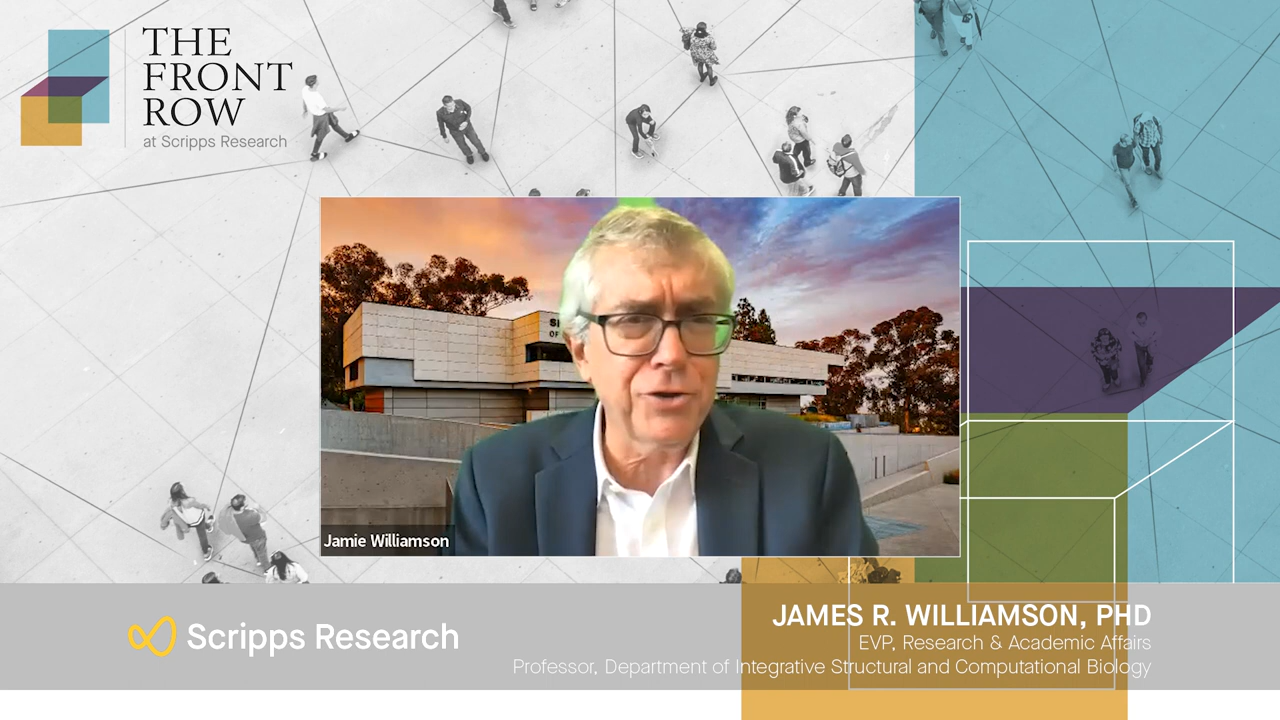 THE
FRONT
ROW
at Scripps Research
Jamie Williamson
Scripps Research
JAMES R. WILLIAMSON, PHD
EVP, Research & Academic Affairs
Professor, Department of Integrative Structural and Computational Biology